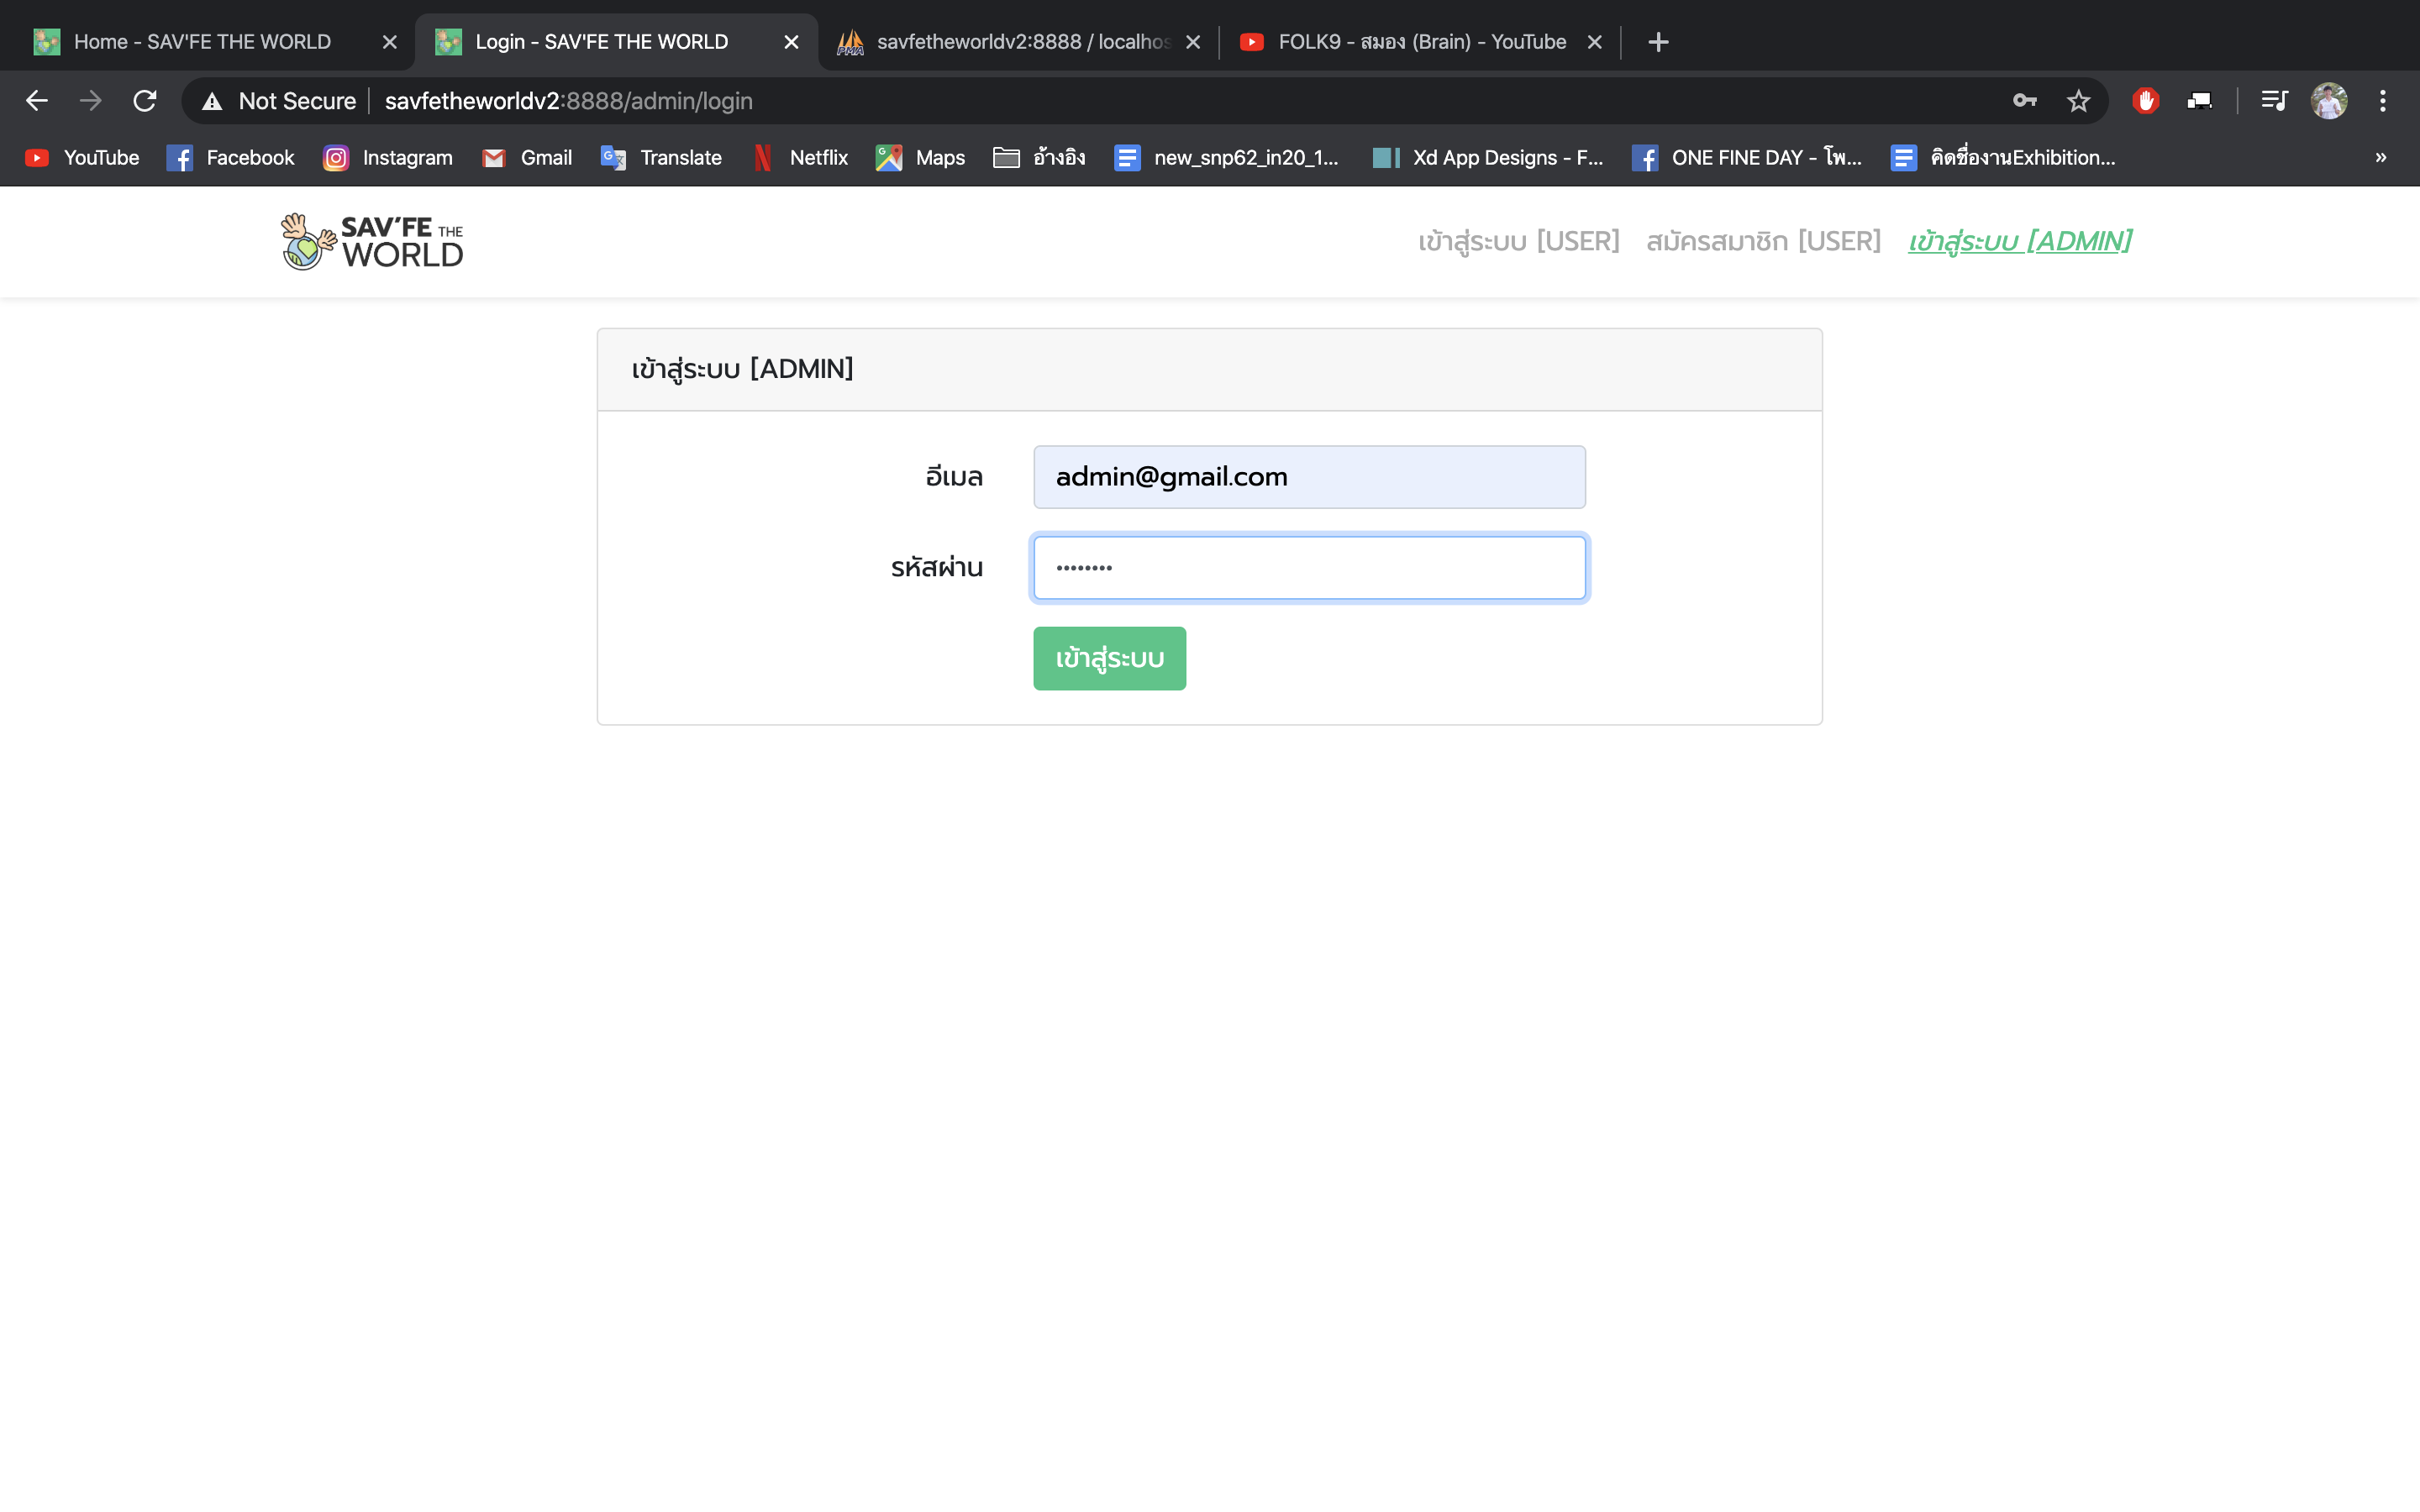 Home - SAV'FE THE WORLD
Login - SAV'FE THE WORLD
savfetheworldv2:8888 / localhos
FOLK9 - สมอง (Brain) - YouTube
Not Secure
savfetheworldv2:8888/admin/login
YouTube
Facebook
Instagram
Gmail
Translate
Netflix
Maps
อ้างอิง
new_snp62_in20_1...
Xd App Designs - F...
ONE FINE DAY - โพ...
คิดชื่องานExhibition...
»
SAV'FE THE
WORLD
เข้าสู่ระบบ [USER]
สมัครสมาชิก [USER]
เข้าสู่ระบบ [ADMIN]
เข้าสู่ระบบ [ADMIN]
อีเมล
admin@gmail.com
รหัสผ่าน
••••••••
เข้าสู่ระบบ